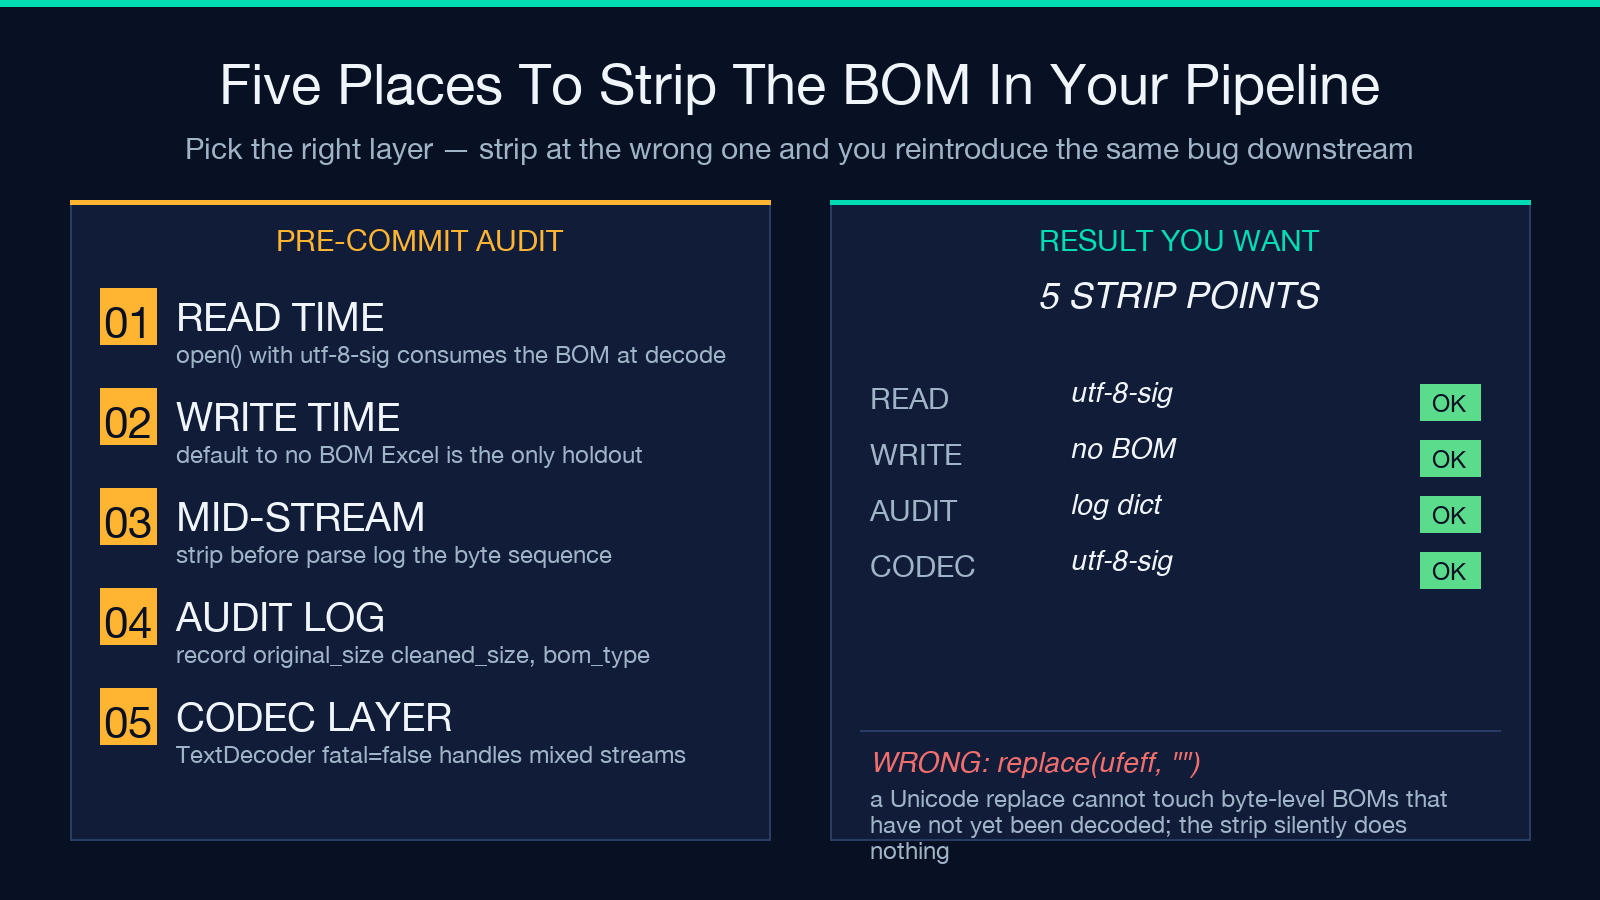 Five Places To Strip The BOM In Your Pipeline
Pick the right layer — strip at the wrong one and you reintroduce the same bug downstream
PRE-COMMIT AUDIT
01
READ TIME
open() with utf-8-sig consumes the BOM at decode
02
WRITE TIME
default to no BOM Excel is the only holdout
03
MID-STREAM
strip before parse log the byte sequence
04
AUDIT LOG
record original_size cleaned_size, bom_type
05
CODEC LAYER
TextDecoder fatal=false handles mixed streams
RESULT YOU WANT
5 STRIP POINTS
READ utf-8-sig OK
WRITE no BOM OK
AUDIT log dict OK
CODEC utf-8-sig OK
WRONG: replace(ufeff, "")
a Unicode replace cannot touch byte-level BOMs that
have not yet been decoded; the strip silently does
nothing